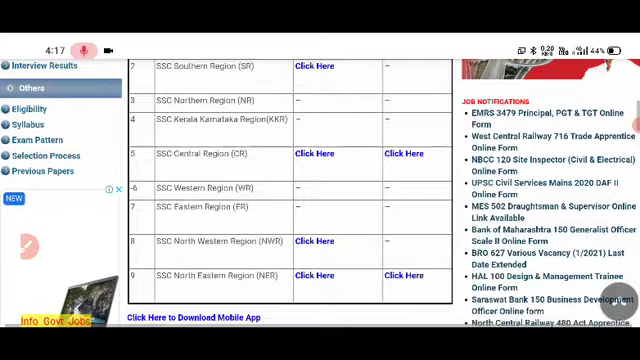 4:17
0.20
KB/S
44%
Interview Results
Others
Eligibility
Syllabus
Exam Pattern
Selection Process
Previous Papers
NEW
Info Govt Jobs
2 SSC Southern Region (SR) Click Here –
3 SSC Northern Region (NR) – –
4 SSC Kerala Karnataka Region(KKR) – –
5 SSC Central Region (CR) Click Here Click Here
-6 SSC Western Region (WR) – –
7 SSC Eastern Region (ER) – –
8 SSC North Western Region (NWR) Click Here –
9 SSC North Eastern Region (NER) Click Here Click Here
Click Here to Download Mobile App
JOB NOTIFICATIONS
EMRS 3479 Principal, PGT & TGT Online
Form
West Central Railway 716 Trade Apprentice
Online Form
NBCC 120 Site Inspector (Civil & Electrical)
Online Form
UPSC Civil Services Mains 2020 DAF II
Online Form
MES 502 Draughtsman & Supervisor Online
Link Available
Bank of Maharashtra 150 Generalist Officer
Scale II Online Form
BRO 627 Various Vacancy (1/2021) Last
Date Extended
HAL 100 Design & Management Trainee
Online Form
Saraswat Bank 150 Business Development
Officer Online form
North Central Railway 480 Act Apprentice